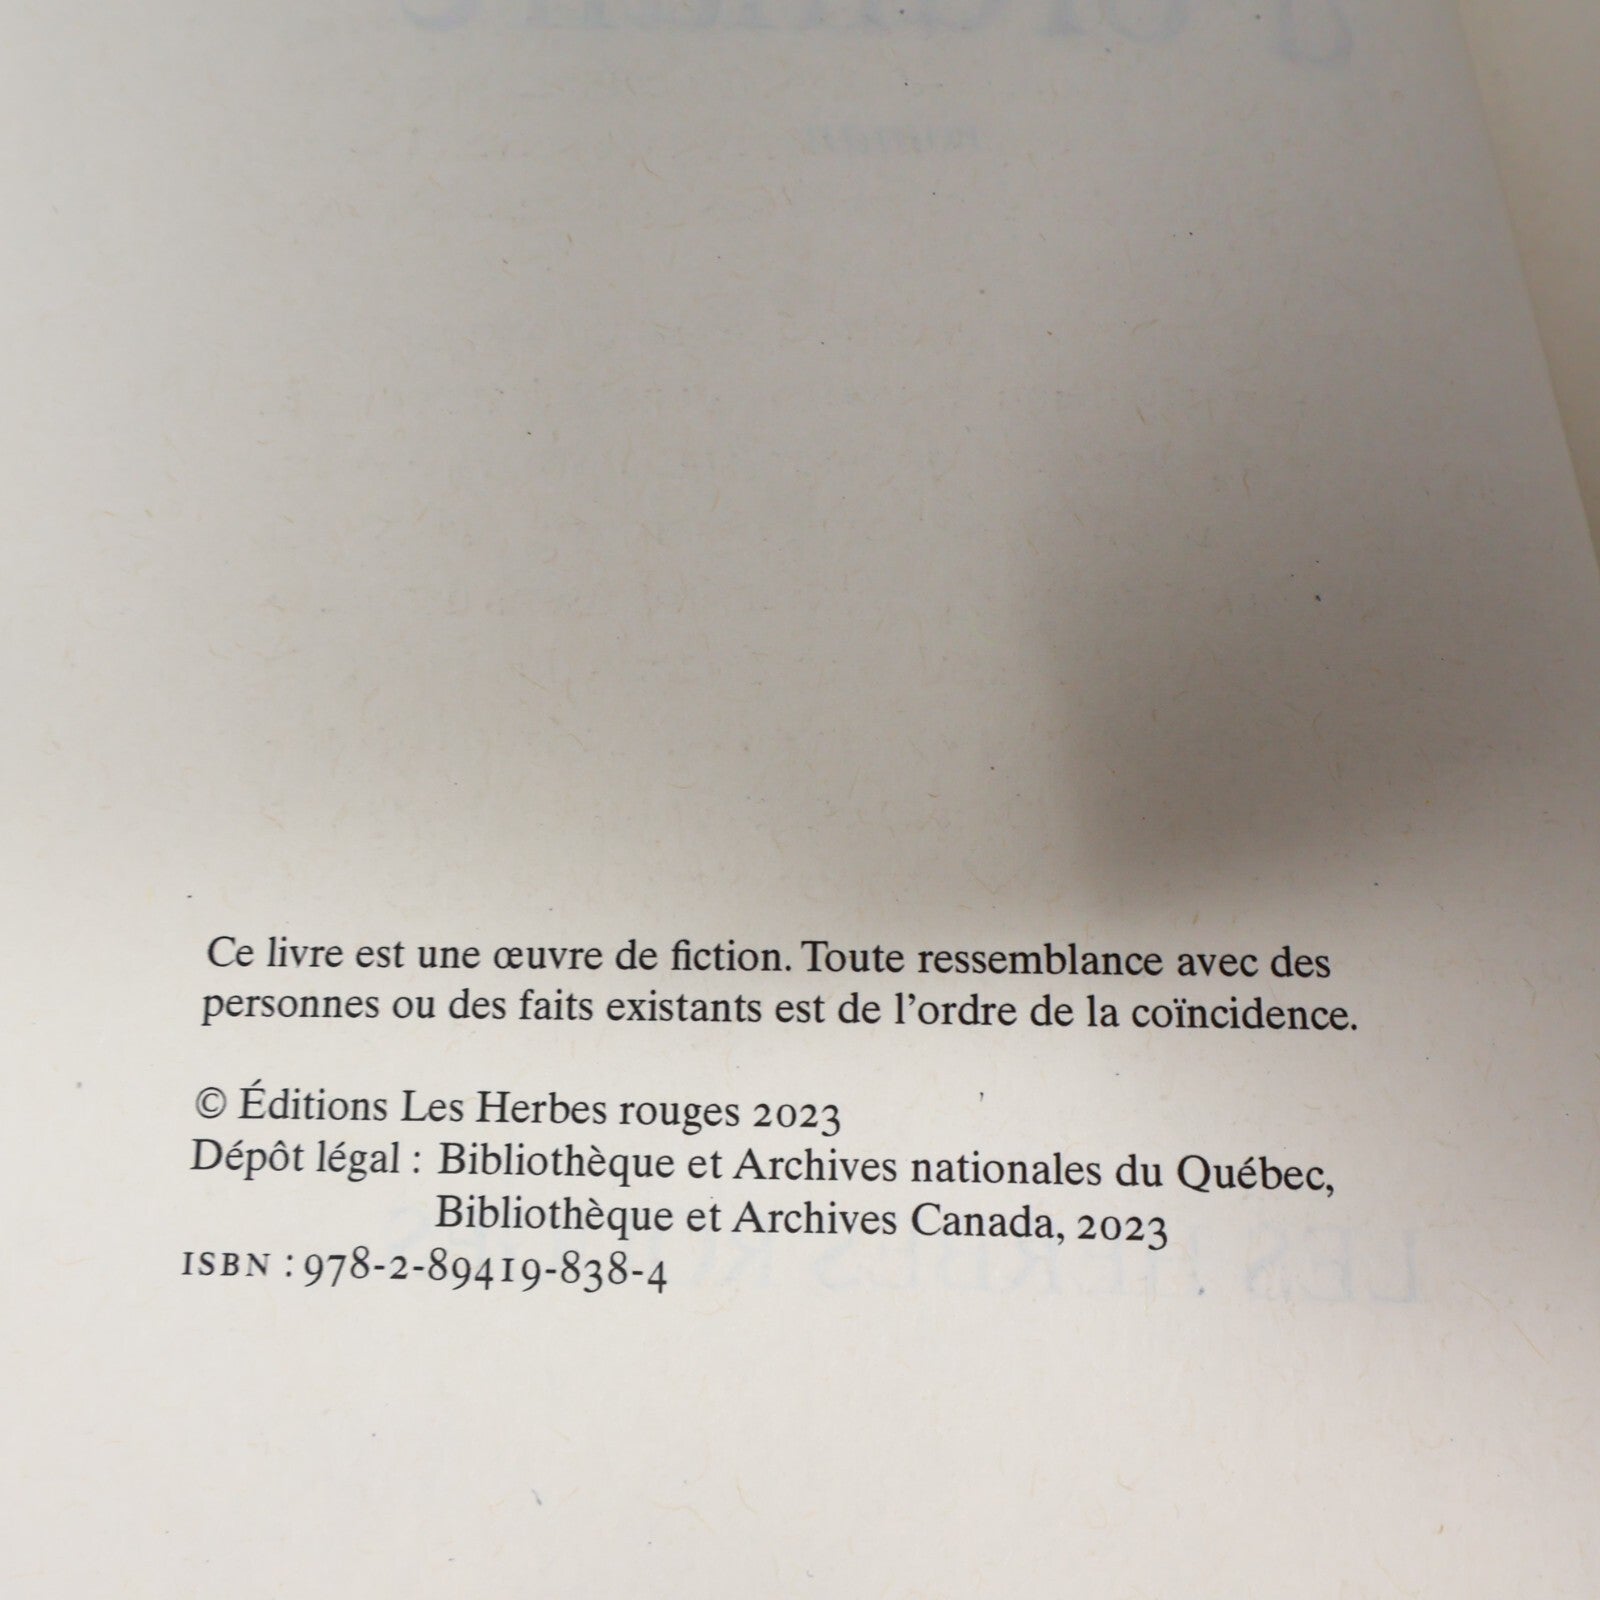 Ce livre est une œuvre de fiction. Toute ressemblance avec des
personnes ou des faits existants est de l'ordre de la coïncidence.
© Éditions Les Herbes rouges 2023
Dépôt légal : Bibliothèque et Archives nationales du Québec,
Bibliothèque et Archives Canada, 2023
ISBN : 978-2-89419-838-4